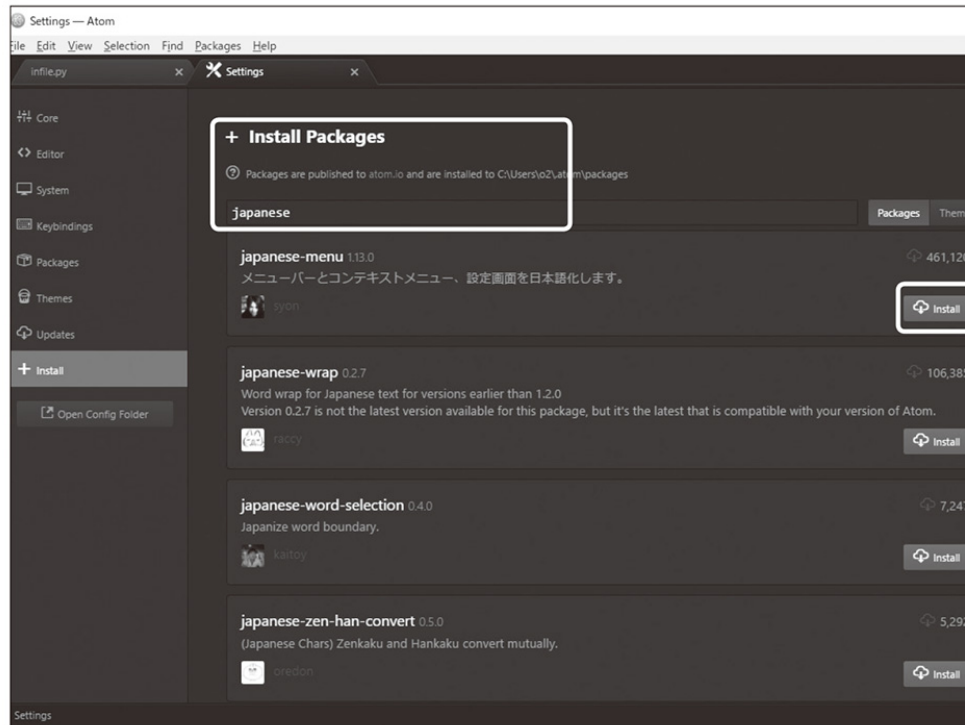 Settings — Atom
File Edit View Selection Find Packages Help
infile.py
Settings
Core
Editor
System
Keybindings
Packages
Themes
Updates
Install
Open Config Folder
Install Packages
Packages are published to atom.io and are installed to C:\Users\o2\.atom\packages
japanese
Packages Them
japanese-menu 1.13.0
メニューバーとコンテキストメニュー、設定画面を日本語化します。
syon
Install
japanese-wrap 0.2.7
106,385
Word wrap for Japanese text for versions earlier than 1.2.0
Version 0.2.7 is not the latest version available for this package, but it's the latest that is compatible with your version of Atom.
raccy
Install
japanese-word-selection 0.4.0
7,247
Japanize word boundary.
kaitoy
Install
japanese-zen-han-convert 0.5.0
5,292
(Japanese Chars) Zenkaku and Hankaku convert mutually.
oredon
Install
Settings